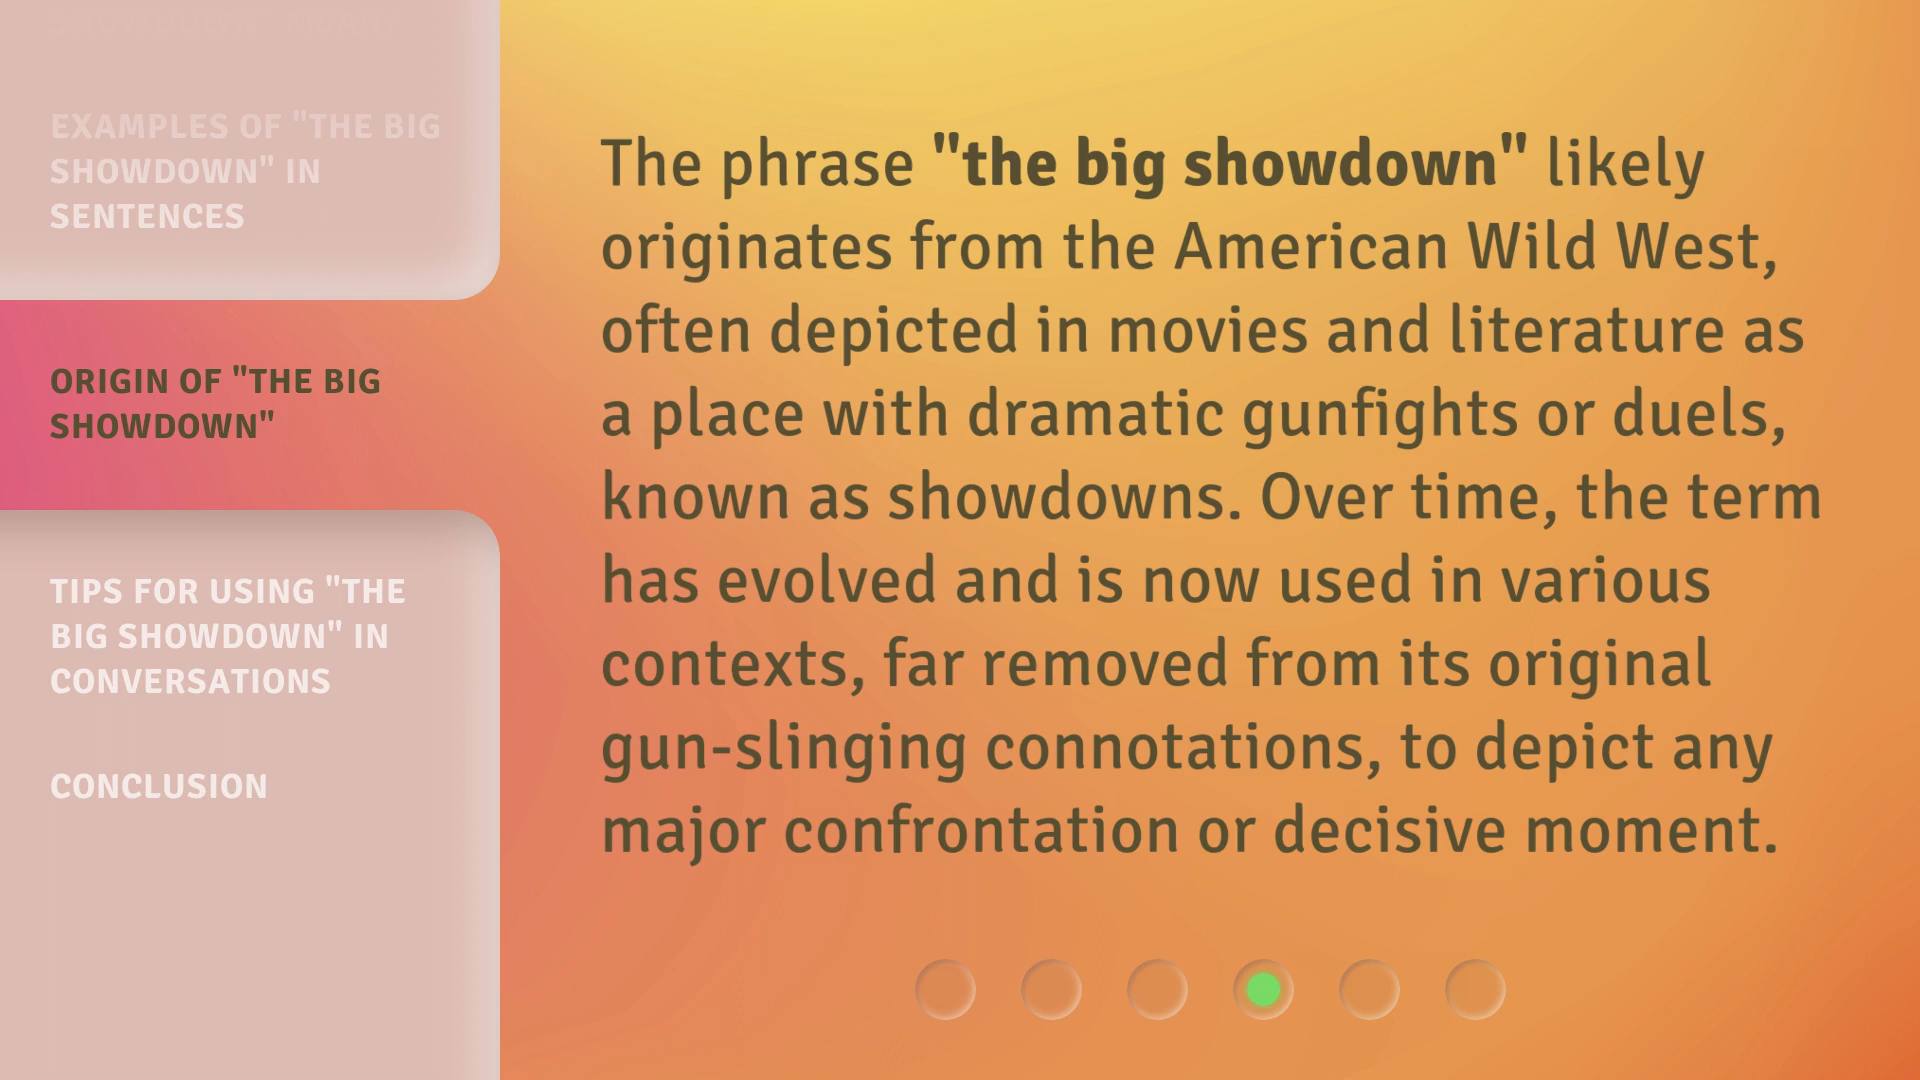 EXAMPLES OF "THE BIG
SHOWDOWN" IN
SENTENCES
ORIGIN OF "THE BIG
SHOWDOWN"
TIPS FOR USING "THE
BIG SHOWDOWN" IN
CONVERSATIONS
CONCLUSION
The phrase "the big showdown" likely
originates from the American Wild West,
often depicted in movies and literature as
a place with dramatic gunfights or duels,
known as showdowns. Over time, the term
has evolved and is now used in various
contexts, far removed from its original
gun-slinging connotations, to depict any
major confrontation or decisive moment.